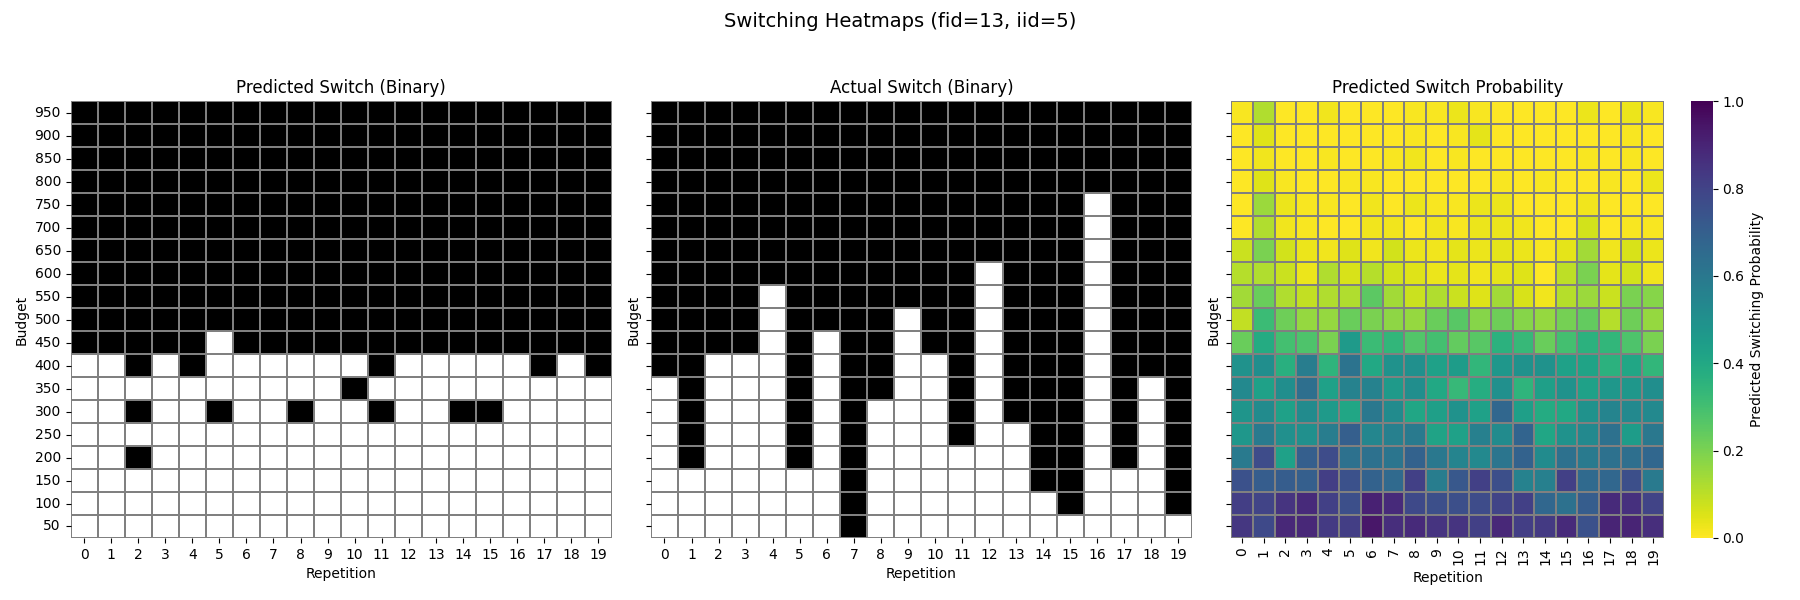 Switching Heatmaps (fid=13, iid=5)
Predicted Switch (Binary)
Budget
950
900
850
800
750
700
650
600
550
500
450
400
350
300
250
200
150
100
50
0 1 2 3 4 5 6 7 8 9 10 11 12 13 14 15 16 17 18 19
Repetition
Actual Switch (Binary)
Budget
0 1 2 3 4 5 6 7 8 9 10 11 12 13 14 15 16 17 18 19
Repetition
Predicted Switch Probability
Budget
0 1 2 3 4 5 6 7 8 9 10 11 12 13 14 15 16 17 18 19
Repetition
1.0
0.8
0.6
0.4
0.2
0.0
Predicted Switching Probability